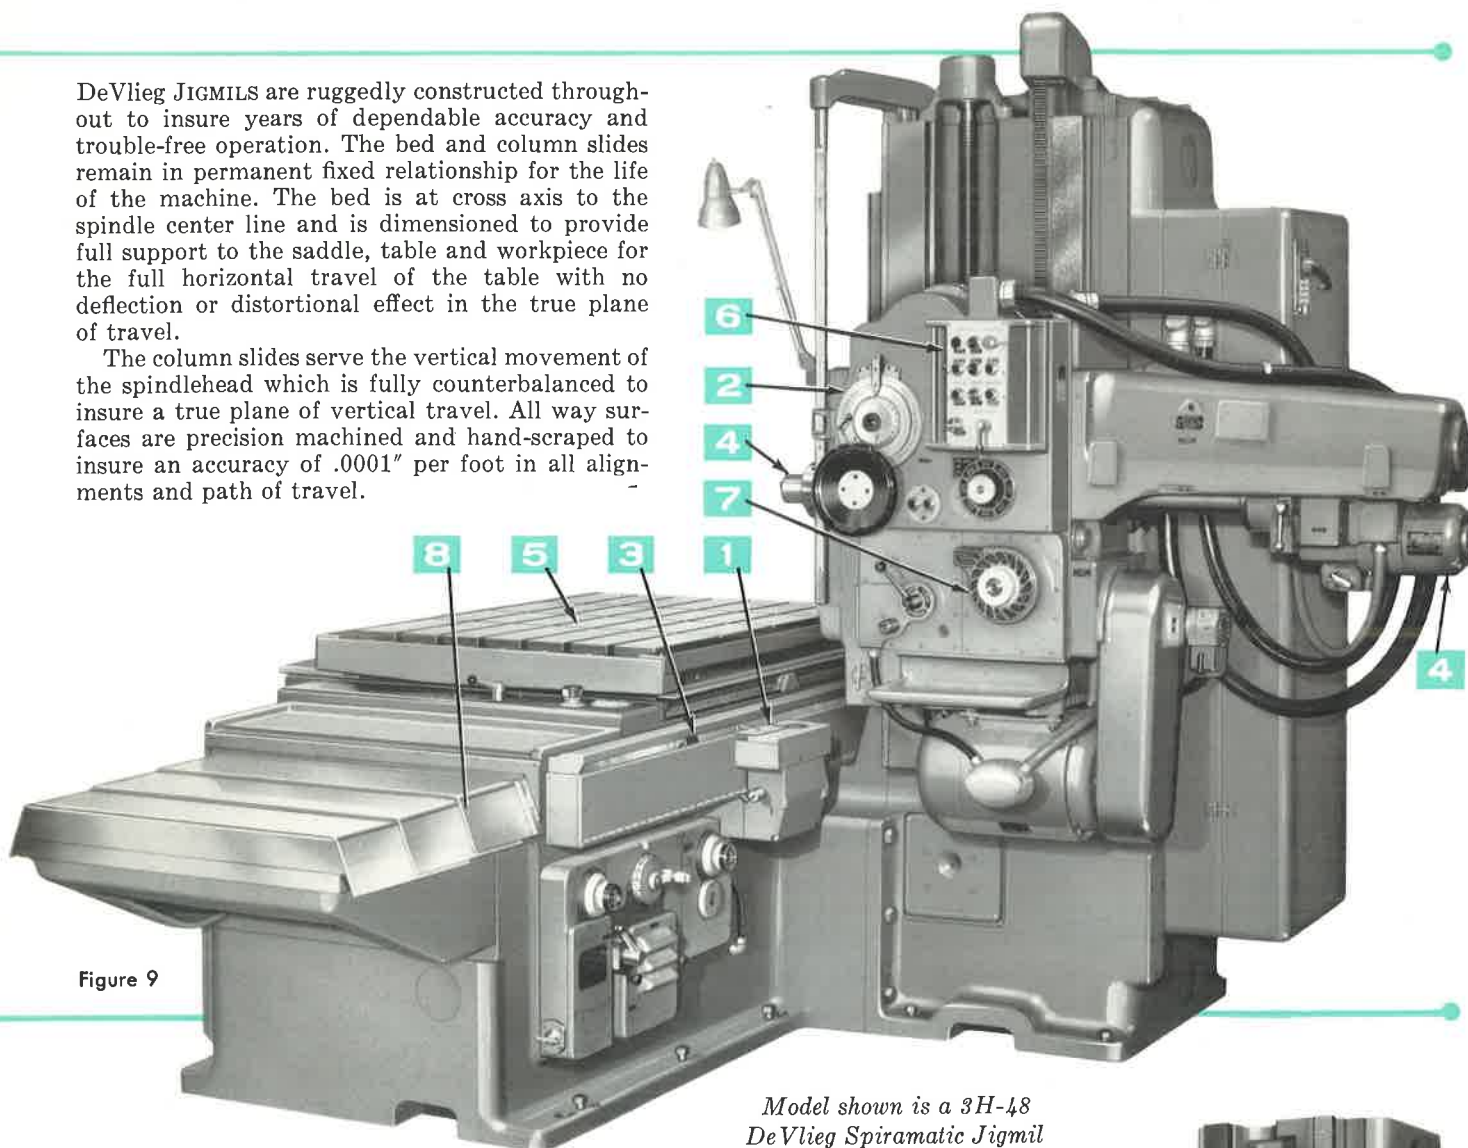 DeVlieg JIGMILS are ruggedly constructed through-
out to insure years of dependable accuracy and
trouble-free operation. The bed and column slides
remain in permanent fixed relationship for the life
of the machine. The bed is at cross axis to the
spindle center line and is dimensioned to provide
full support to the saddle, table and workpiece for
the full horizontal travel of the table with no
deflection or distortional effect in the true plane
of travel.
The column slides serve the vertical movement of
the spindlehead which is fully counterbalanced to
insure a true plane of vertical travel. All way sur-
faces are precision machined and hand-scraped to
insure an accuracy of .0001″ per foot in all align-
ments and path of travel.
6
2
4
7
8
5
3
1
4
Figure 9
Model shown is a 3H-48
DeVlieg Spiramatic Jigmil